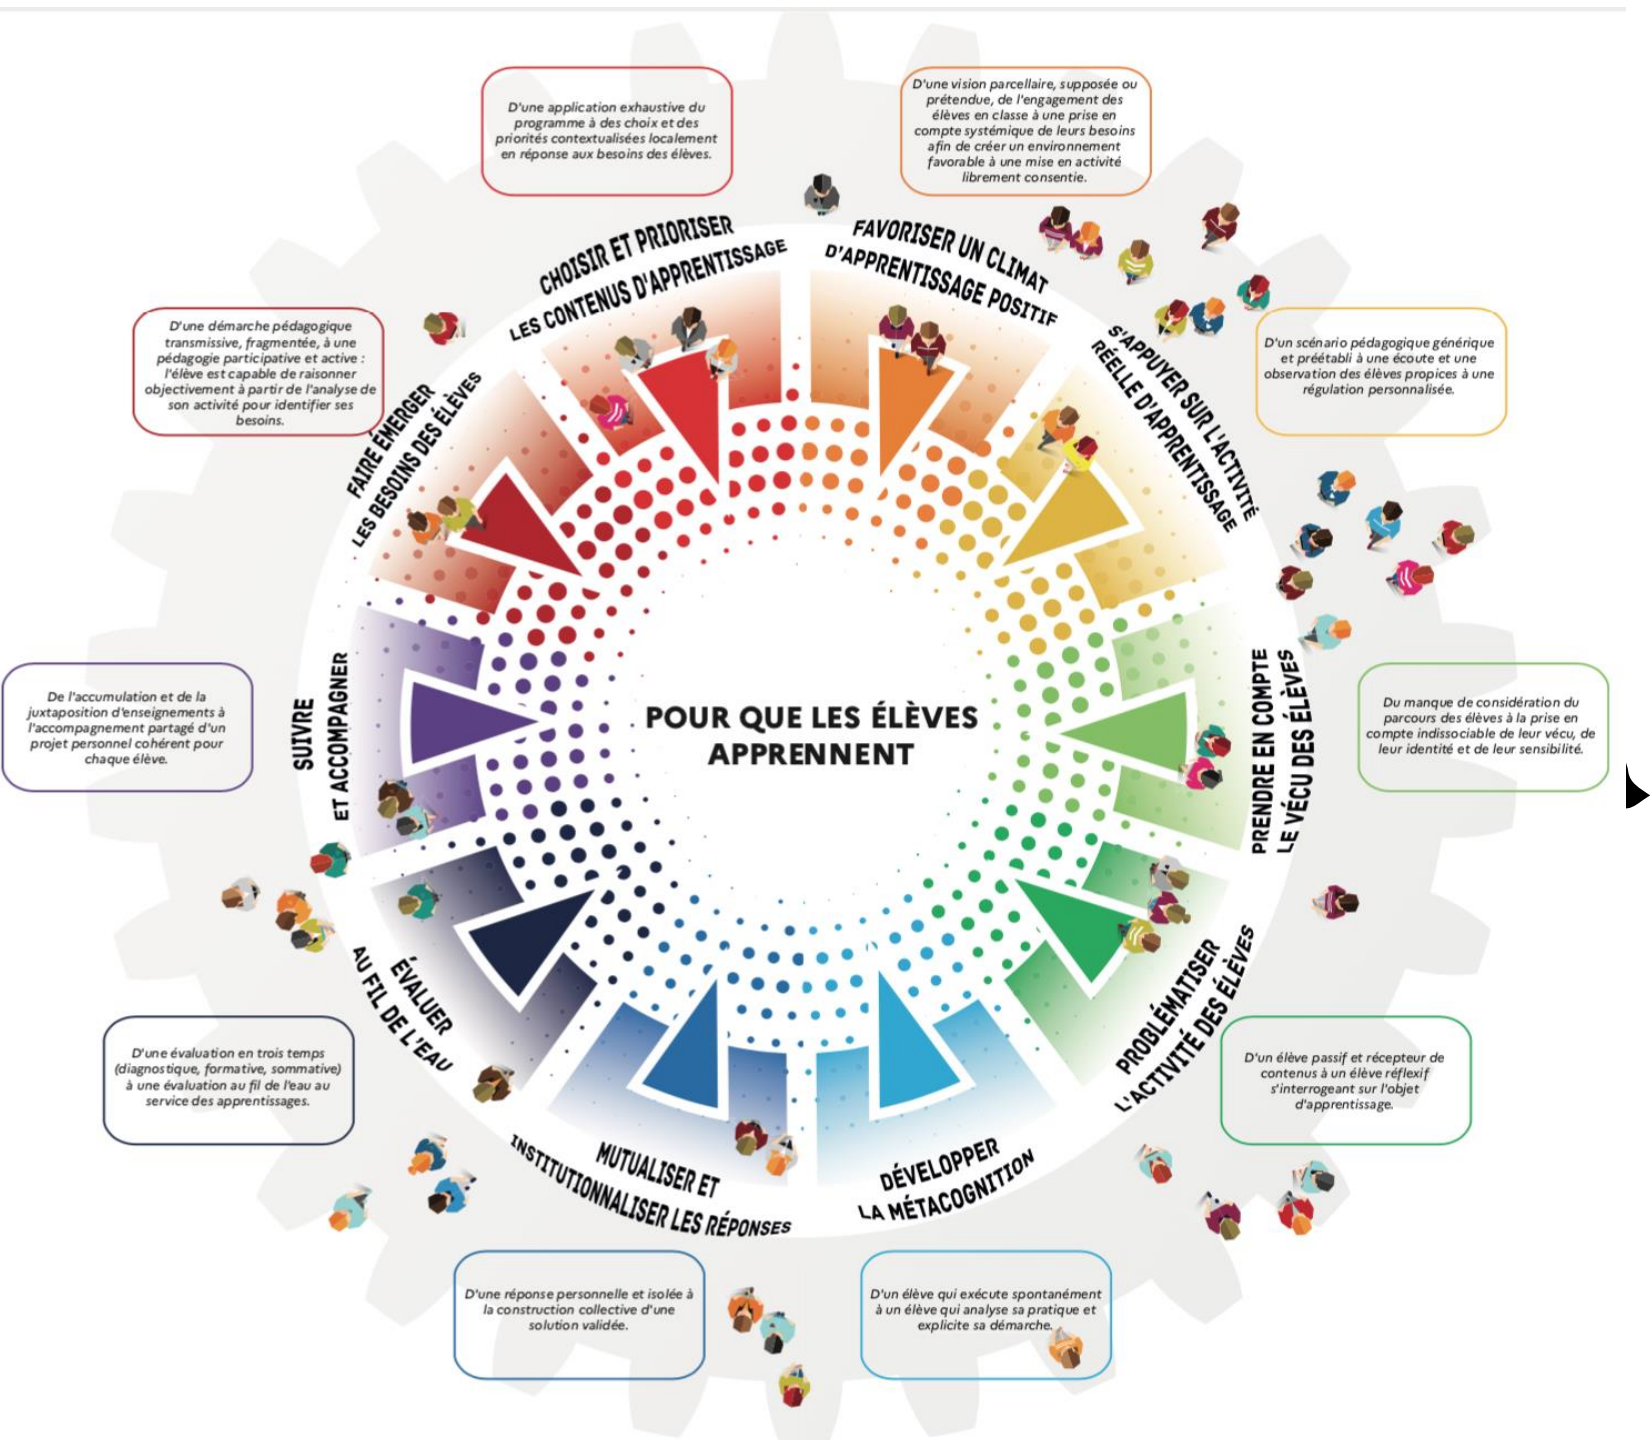 D'une application exhaustive du
programme à des choix et des
priorités contextualisées localement
en réponse aux besoins des élèves.
D'une vision parcellaire, supposée ou
prétendue, de l'engagement des
élèves en classe à une prise en
compte systémique de leurs besoins
afin de créer un environnement
favorable à une mise en activité
librement consentie.
CHOISIR ET PRIORISER
LES CONTENUS D'APPRENTISSAGE
FAVORISER UN CLIMAT
D'APPRENTISSAGE POSITIF
D'une démarche pédagogique
transmissive, fragmentée, à une
pédagogie participative et active :
l'élève est capable de raisonner
objectivement à partir de l'analyse de
son activité pour identifier ses
besoins.
FAIRE ÉMERGER
LES BESOINS DES ÉLÈVES
S'APPUYER SUR L'ACTIVITÉ
RÉELLE D'APPRENTISSAGE
D'un scénario pédagogique générique
et préétabli à une écoute et une
observation des élèves propices à une
régulation personnalisée.
De l'accumulation et de la
juxtaposition d'enseignements à
l'accompagnement partagé d'un
projet personnel cohérent pour
chaque élève.
SUIVRE
ET ACCOMPAGNER
POUR QUE LES ÉLÈVES
APPRENNENT
PRENDRE EN COMPTE
LE VÉCU DES ÉLÈVES
Du manque de considération du
parcours des élèves à la prise en
compte indissociable de leur vécu, de
leur identité et de leur sensibilité.
ÉVALUER
AU FIL DE L'EAU
D'une évaluation en trois temps
(diagnostique, formative, sommative)
à une évaluation au fil de l'eau au
service des apprentissages.
PROBLÉMATISER
L'ACTIVITÉ DES ÉLÈVES
D'un élève passif et récepteur de
contenus à un élève réflexif
s'interrogeant sur l'objet
d'apprentissage.
MUTUALISER ET
INSTITUTIONNALISER LES RÉPONSES
DÉVELOPPER
LA MÉTACOGNITION
D'une réponse personnelle et isolée à
la construction collective d'une
solution validée.
D'un élève qui exécute spontanément
à un élève qui analyse sa pratique et
explicite sa démarche.